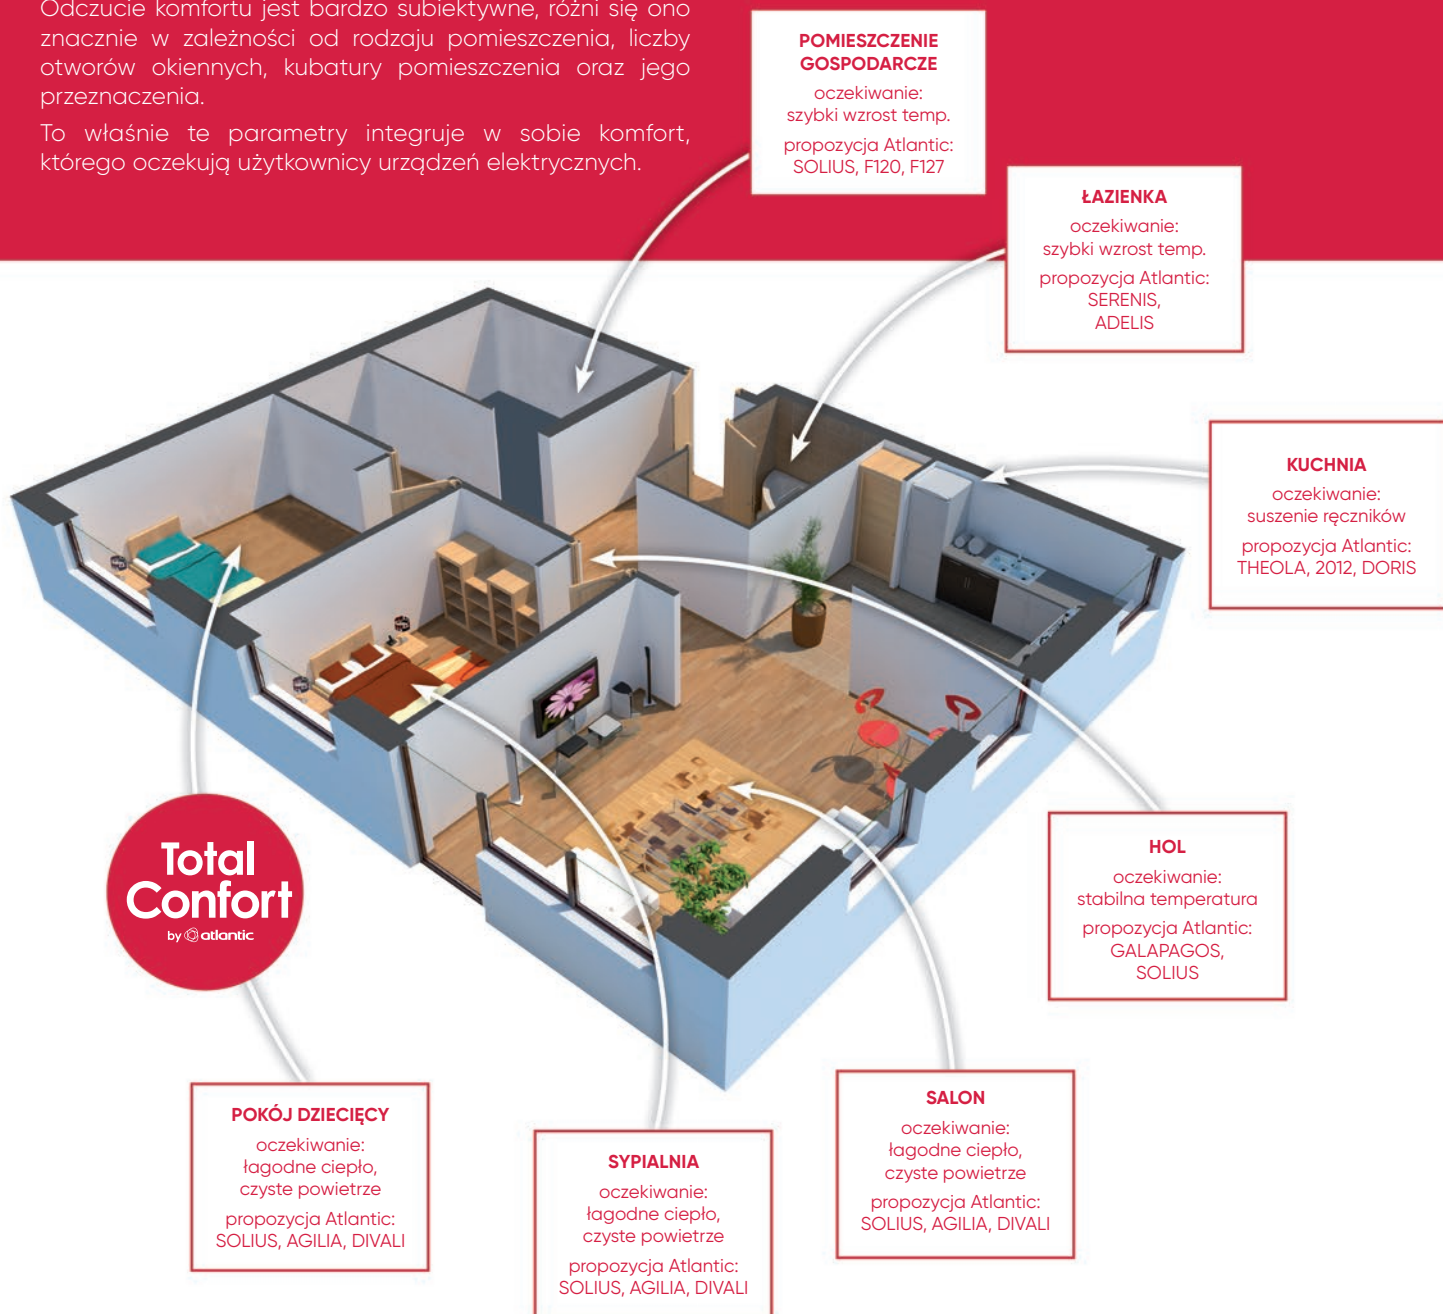 Odczucie komfortu jest bardzo subiektywne, różni się ono
znacznie w zależności od rodzaju pomieszczenia, liczby
otworów okiennych, kubatury pomieszczenia oraz jego
przeznaczenia.
To właśnie te parametry integruje w sobie komfort,
którego oczekują użytkownicy urządzeń elektrycznych.
POMIESZCZENIE
GOSPODARCZE
oczekiwanie:
szybki wzrost temp.
propozycja Atlantic:
SOLIUS, F120, F127
ŁAZIENKA
oczekiwanie:
szybki wzrost temp.
propozycja Atlantic:
SERENIS,
ADELIS
KUCHNIA
oczekiwanie:
suszenie ręczników
propozycja Atlantic:
THEOLA, 2012, DORIS
HOL
oczekiwanie:
stabilna temperatura
propozycja Atlantic:
GALAPAGOS,
SOLIUS
Total
Confort
by atlantic
POKÓJ DZIECIĘCY
oczekiwanie:
łagodne ciepło,
czyste powietrze
propozycja Atlantic:
SOLIUS, AGILIA, DIVALI
SYPIALNIA
oczekiwanie:
łagodne ciepło,
czyste powietrze
propozycja Atlantic:
SOLIUS, AGILIA, DIVALI
SALON
oczekiwanie:
łagodne ciepło,
czyste powietrze
propozycja Atlantic:
SOLIUS, AGILIA, DIVALI